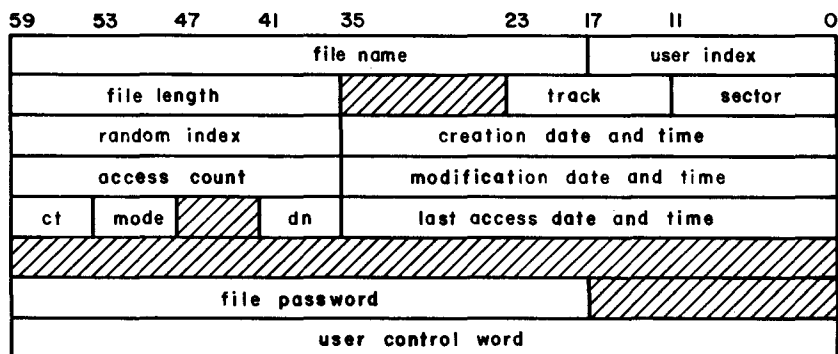 59 53 47 41 35 23 17 11 0
file name user index
file length track sector
random index creation date and time
access count modification date and time
ct mode dn last access date and time
file password
user control word